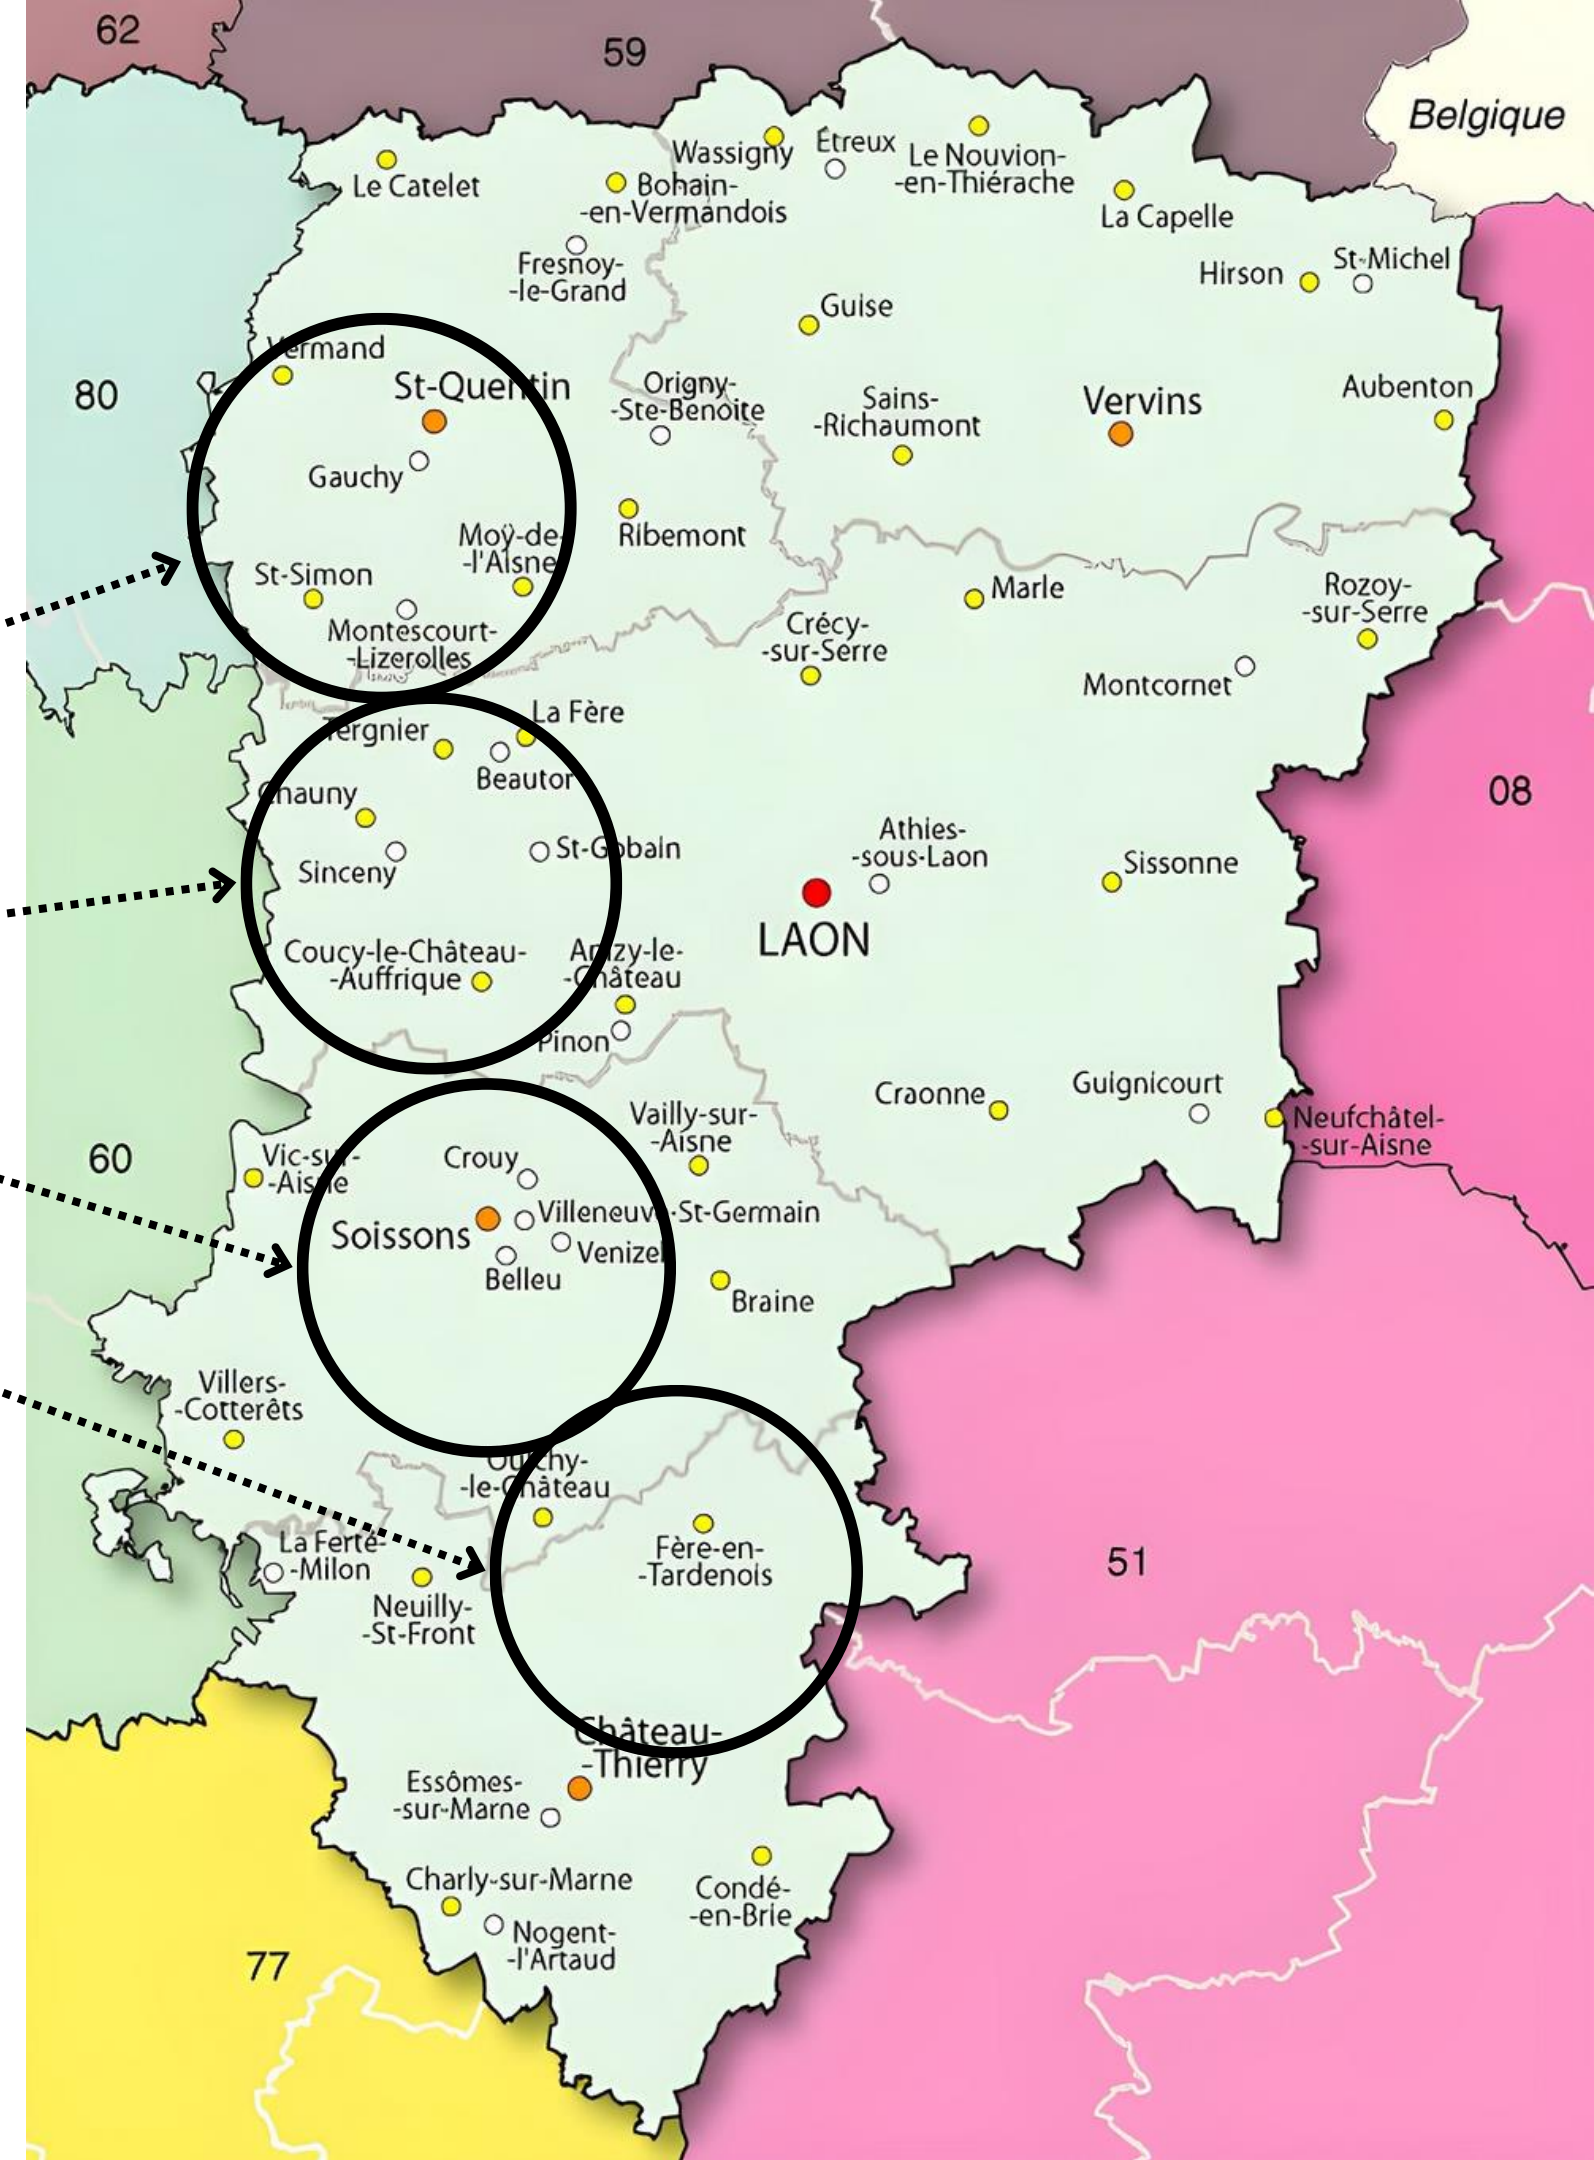 62
59
Belgique
Wassigny
Étreux
Le Nouvion-
-en-Thiérache
Le Catelet
Bohain-
-en-Vermandois
La Capelle
Fresnoy-
-le-Grand
Hirson
St-Michel
Guise
Vermand
80
St-Quentin
Origny-
-Ste-Benoite
Sains-
-Richaumont
Vervins
Aubenton
Gauchy
Ribemont
Moÿ-de-
-l'Aisne
St-Simon
Marle
Rozoy-
-sur-Serre
Montescourt-
-Lizerolles
Crécy-
-sur-Serre
Montcornet
La Fère
Tergnier
Beautor
08
Chauny
Sinceny
St-Gobain
Athies-
-sous-Laon
Sissonne
LAON
Coucy-le-Château-
-Auffrique
Anizy-le-
-Château
Pinon
Craonne
Guignicourt
Neufchâtel-
-sur-Aisne
60
Vic-sur-
-Aisne
Crouy
Vailly-sur-
-Aisne
Soissons
Villeneuve-St-Germain
Venizel
Belleu
Braine
Villers-
-Cotterêts
Oulchy-
-le-Château
La Ferté-
-Milon
Fère-en-
-Tardenois
51
Neuilly-
-St-Front
Château-
-Thierry
Essômes-
-sur-Marne
Charly-sur-Marne
Condé-
-en-Brie
Nogent-
-l'Artaud
77